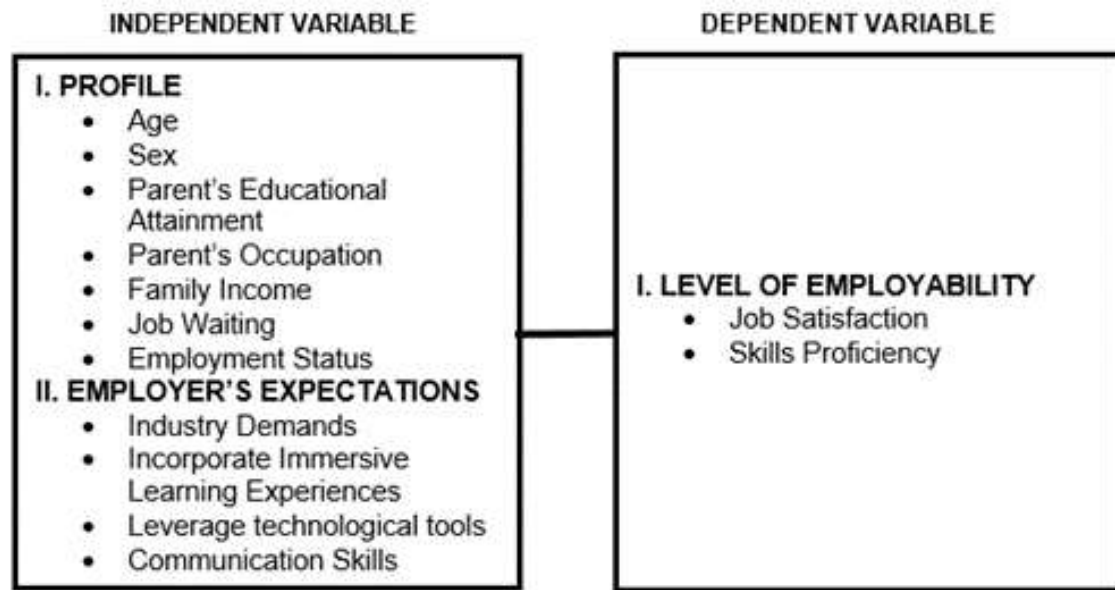 INDEPENDENT VARIABLE
I. PROFILE
• Age
• Sex
• Parent's Educational
Attainment
• Parent's Occupation
• Family Income
• Job Waiting
• Employment Status
II. EMPLOYER'S EXPECTATIONS
• Industry Demands
• Incorporate Immersive
Learning Experiences
• Leverage technological tools
• Communication Skills
DEPENDENT VARIABLE
I. LEVEL OF EMPLOYABILITY
• Job Satisfaction
• Skills Proficiency